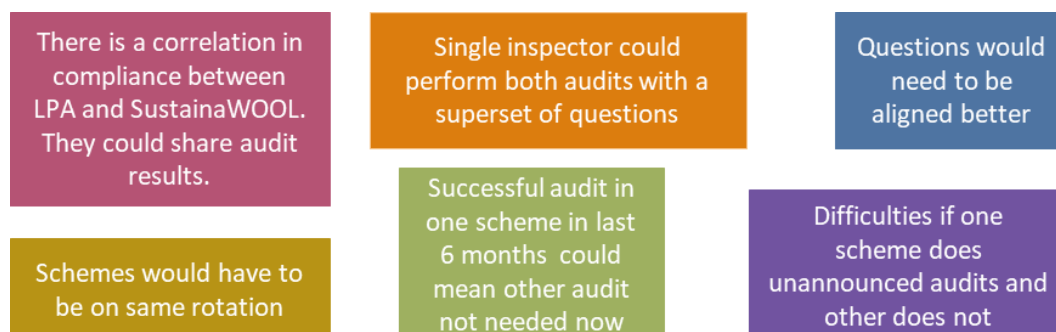 There is a correlation in
compliance between
LPA and SustainaWOOL.
They could share audit
results.
Single inspector could
perform both audits with a
superset of questions
Questions would
need to be
aligned better
Schemes would have to
be on same rotation
Successful audit in
one scheme in last
6 months could
mean other audit
not needed now
Difficulties if one
scheme does
unannounced audits and
other does not